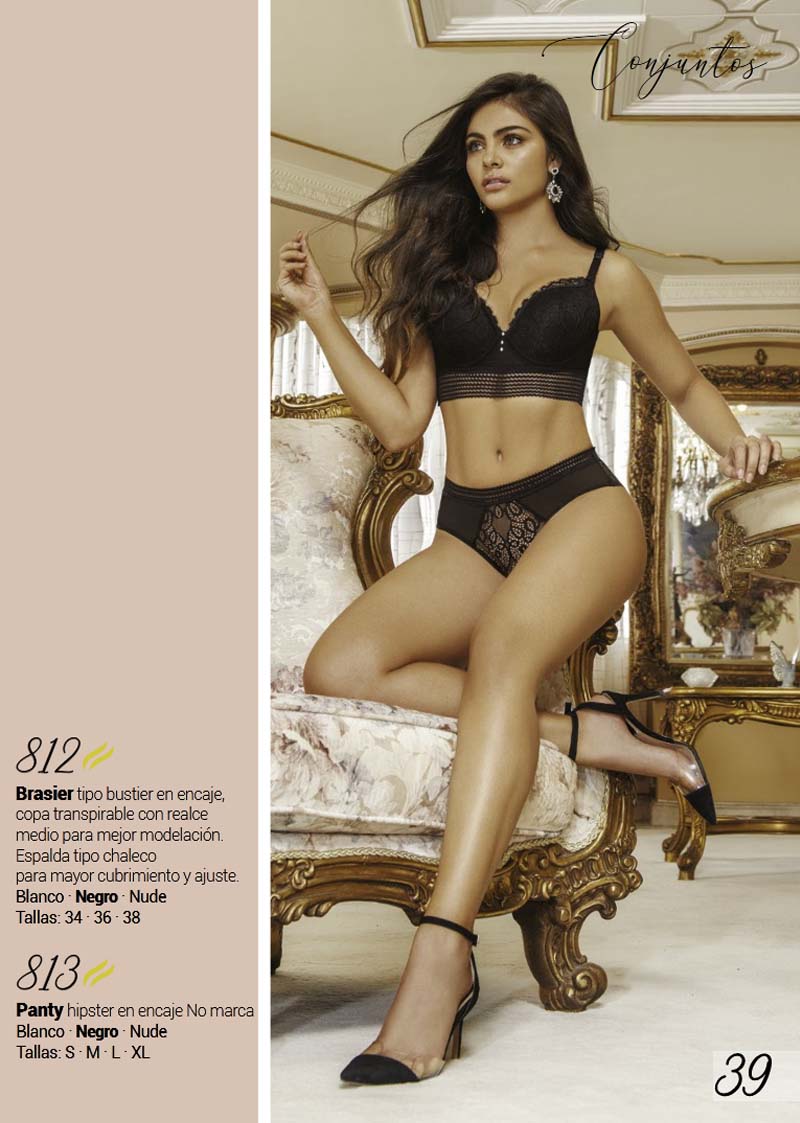 Conjuntos
812
Brasier tipo bustier en encaje,
copa transpirable con realce
medio para mejor modelación.
Espalda tipo chaleco
para mayor cubrimiento y ajuste.
Blanco · Negro · Nude
Tallas: 34 · 36 · 38
813
Panty hipster en encaje No marca
Blanco · Negro · Nude
Tallas: S · M · L · XL
39